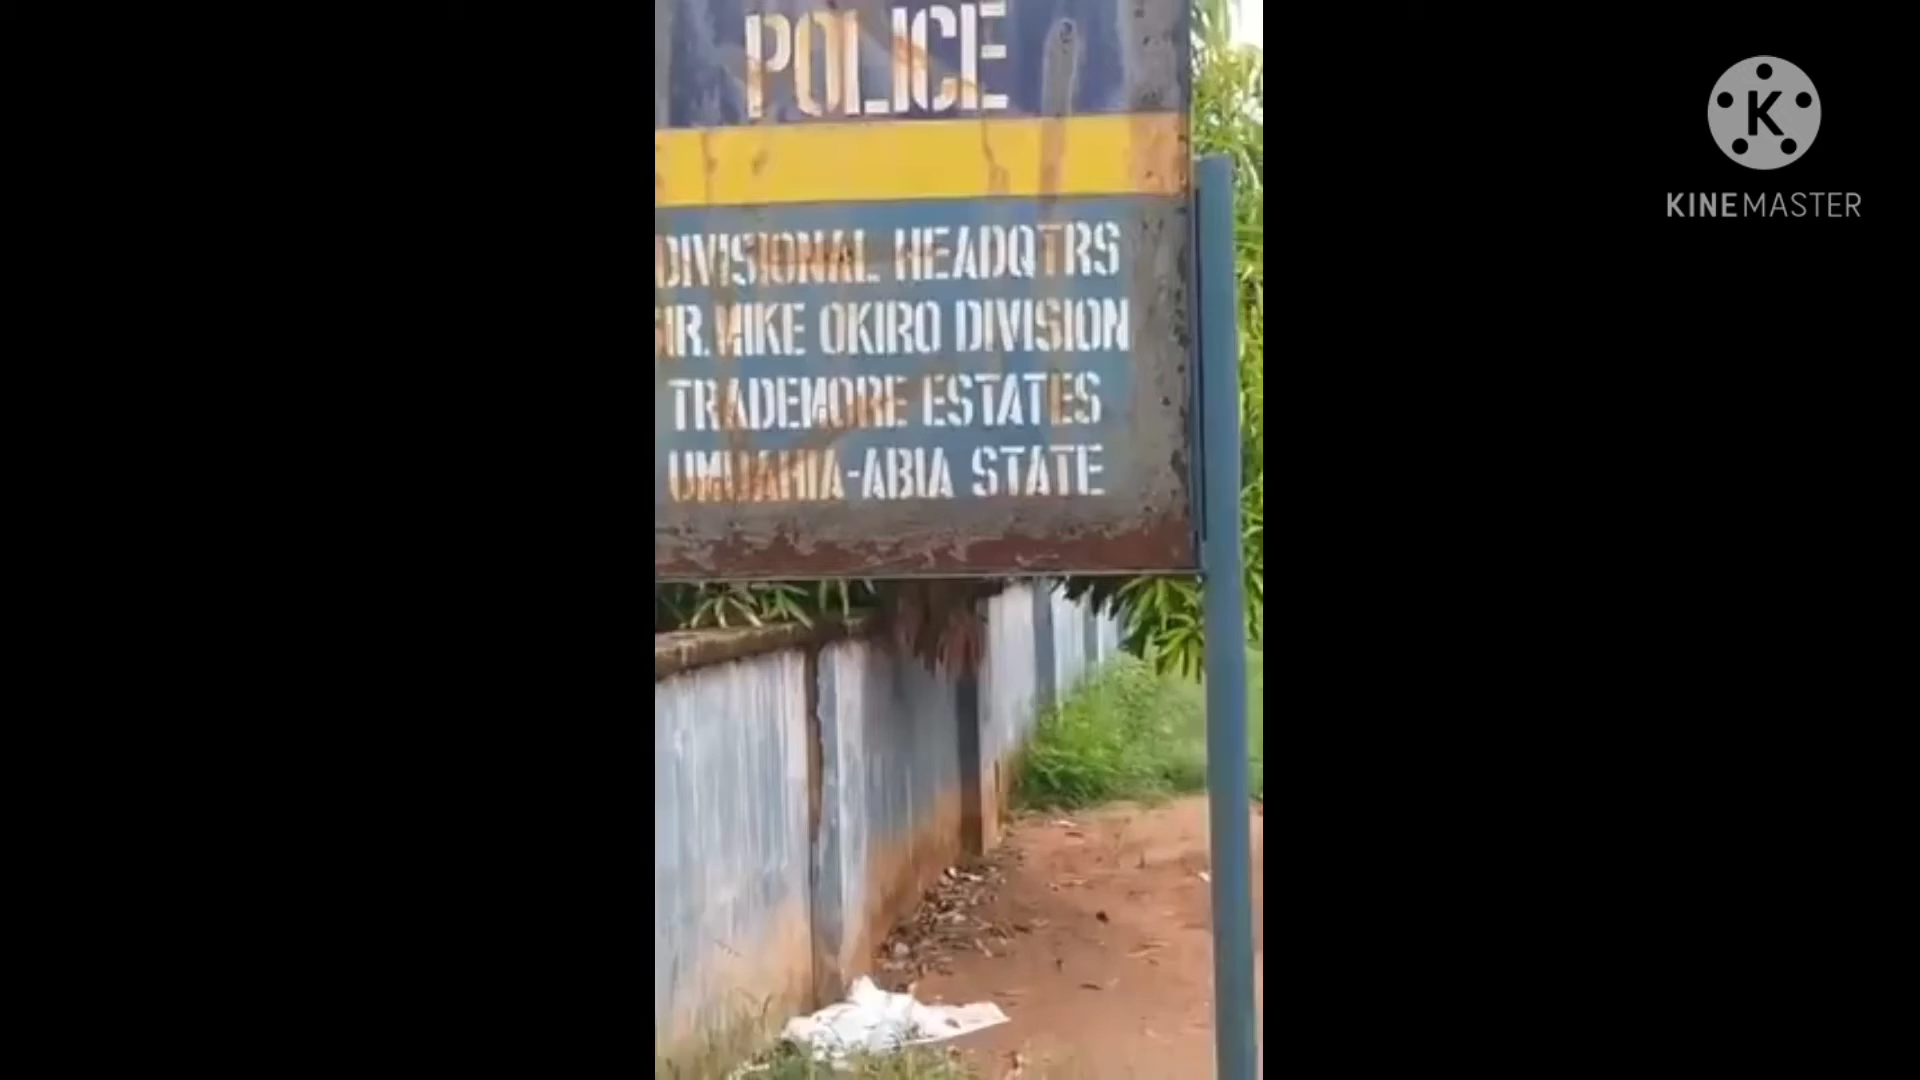 POLICE
DIVISIONAL HEADQTRS
SIR. MIKE OKIRO DIVISION
TRADEMORE ESTATES
UMUAHIA-ABIA STATE
K
KINEMASTER